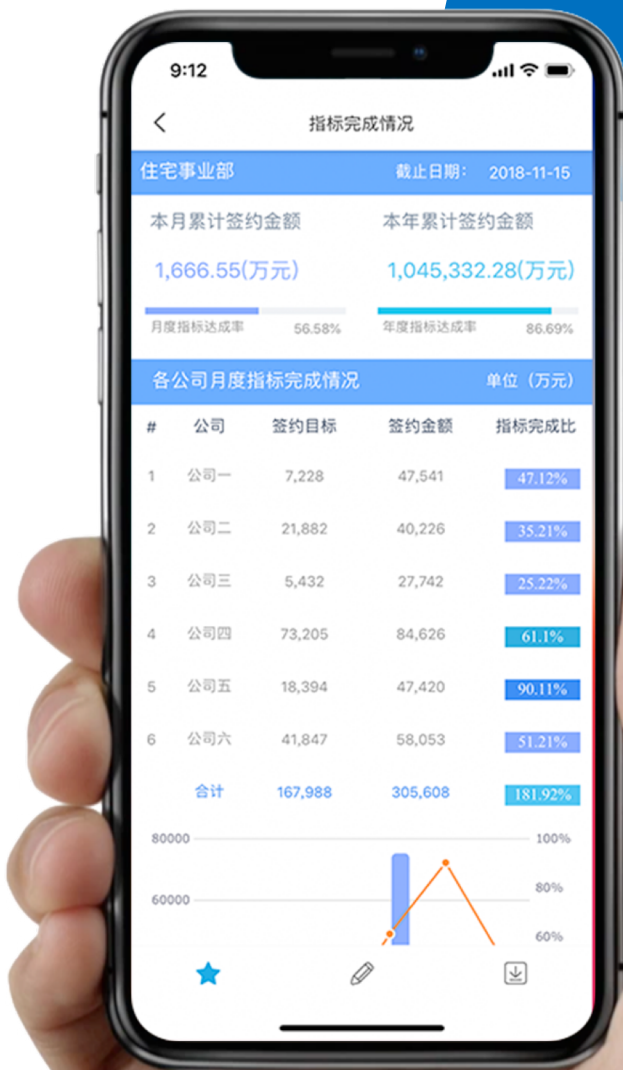 9:12
指标完成情况
住宅事业部 截止日期： 2018-11-15
本月累计签约金额 本年累计签约金额
1,666.55(万元) 1,045,332.28(万元)
月度指标达成率 56.58% 年度指标达成率 86.69%
各公司月度指标完成情况 单位（万元）
# 公司 签约目标 签约金额 指标完成比
1 公司一 7,228 47,541 47.12%
2 公司二 21,882 40,226 35.21%
3 公司三 5,432 27,742 25.22%
4 公司四 73,205 84,626 61.1%
5 公司五 18,394 47,420 90.11%
6 公司六 41,847 58,053 51.21%
合计 167,988 305,608 181.92%
80000 100%
80%
60000
60%